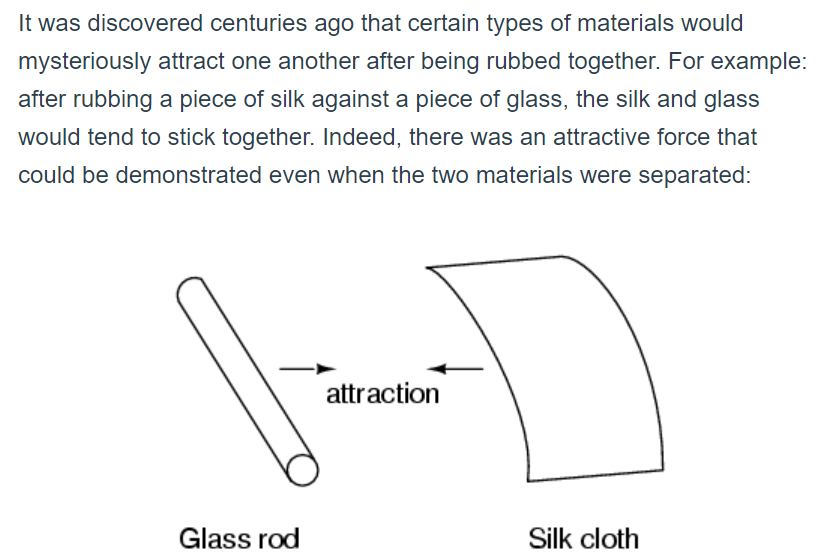 It was discovered centuries ago that certain types of materials would
mysteriously attract one another after being rubbed together. For example:
after rubbing a piece of silk against a piece of glass, the silk and glass
would tend to stick together. Indeed, there was an attractive force that
could be demonstrated even when the two materials were separated:
attraction
Glass rod
Silk cloth